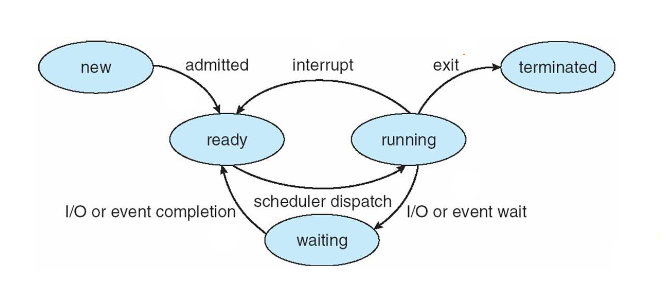 new
admitted
interrupt
exit
terminated
ready
running
scheduler dispatch
I/O or event completion
I/O or event wait
waiting